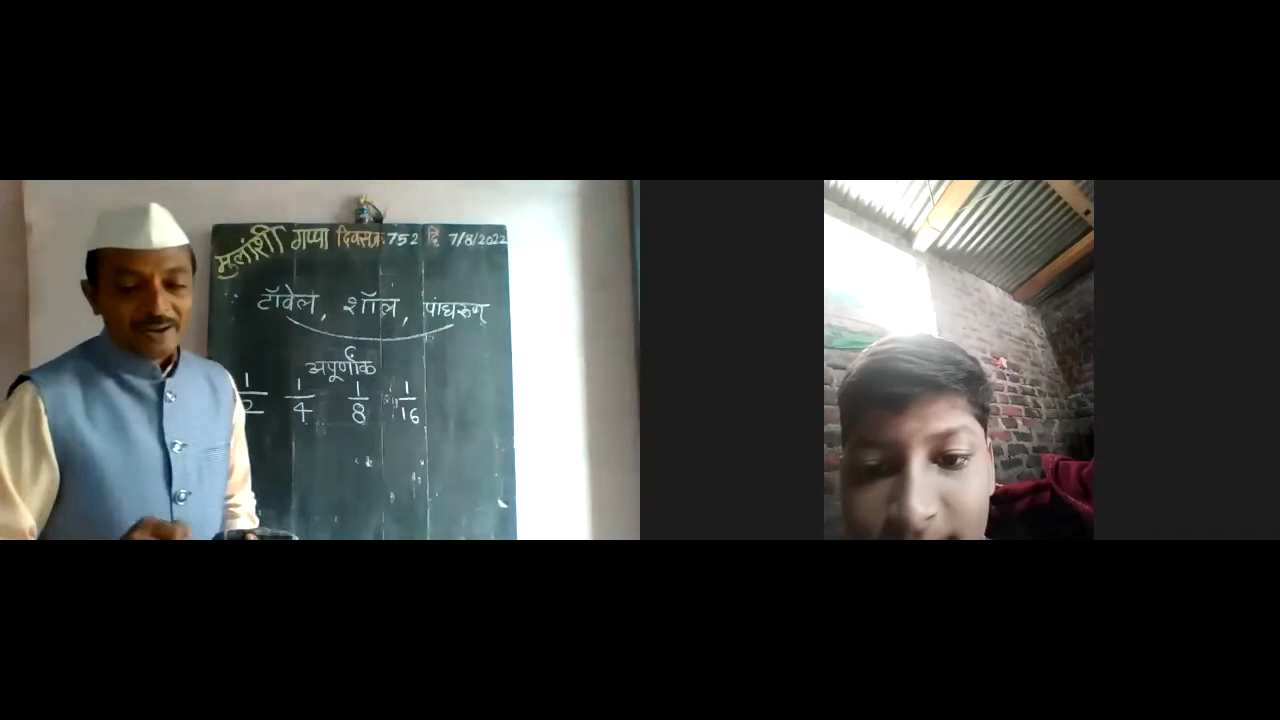 मुलांशी गप्पा दिवस क्र. 752 दि 7/8/2022
टॉवेल, शॉल, पांघरुण
अपूर्णांक
1/2 1/4 1/8 1/16